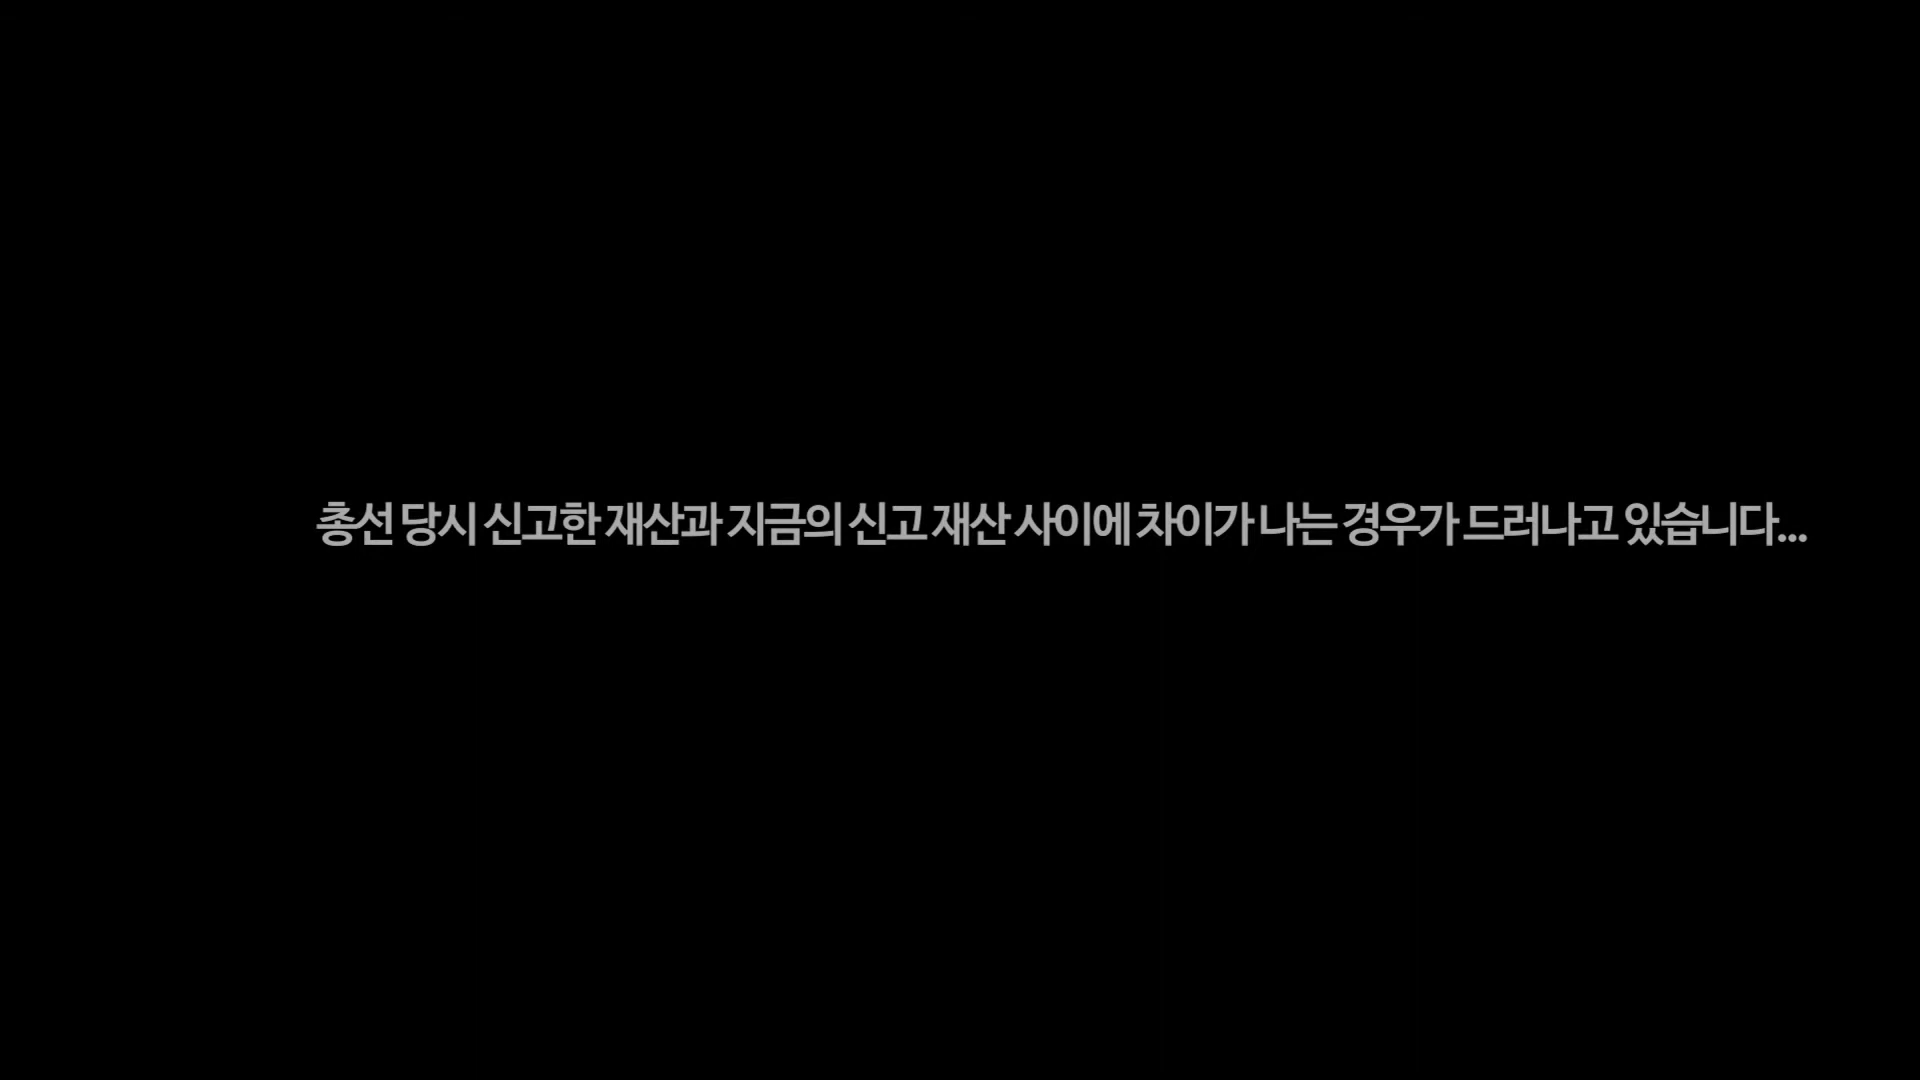 총선 당시 신고한 재산과 지금의 신고 재산 사이에 차이가 나는 경우가 드러나고 있습니다...